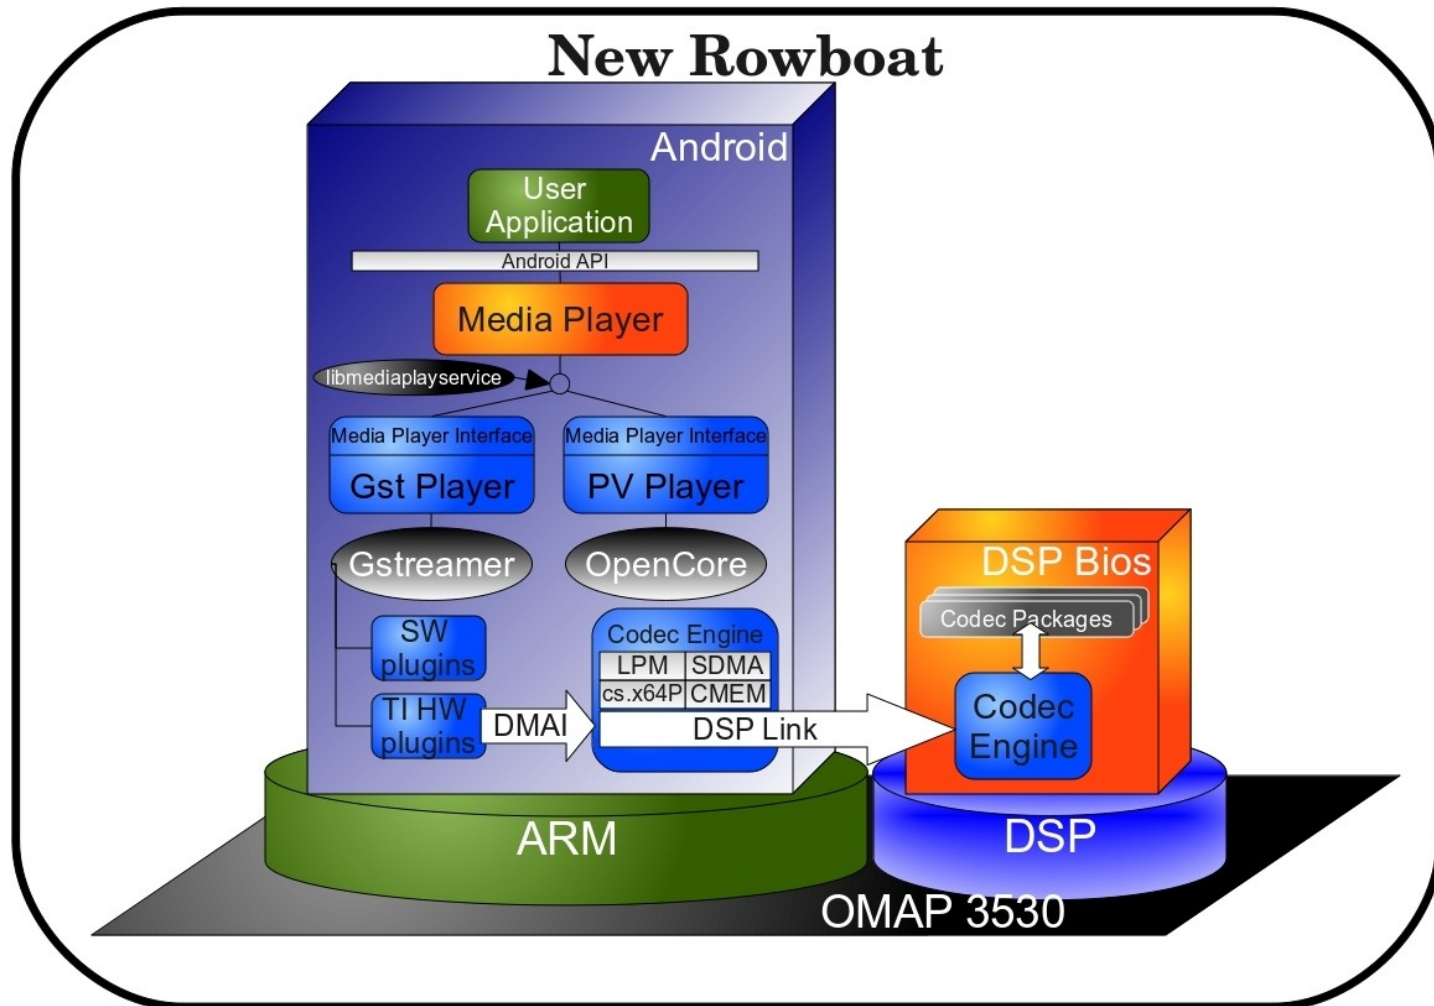 New Rowboat
Android
User
Application
Android API
Media Player
libmediaplayservice
Media Player Interface
Gst Player
Media Player Interface
PV Player
Gstreamer
OpenCore
SW
plugins
TI HW
plugins
DMAI
Codec Engine
LPM SDMA
cs.x64P CMEM
DSP Link
DSP Bios
Codec Packages
Codec
Engine
ARM
DSP
OMAP 3530